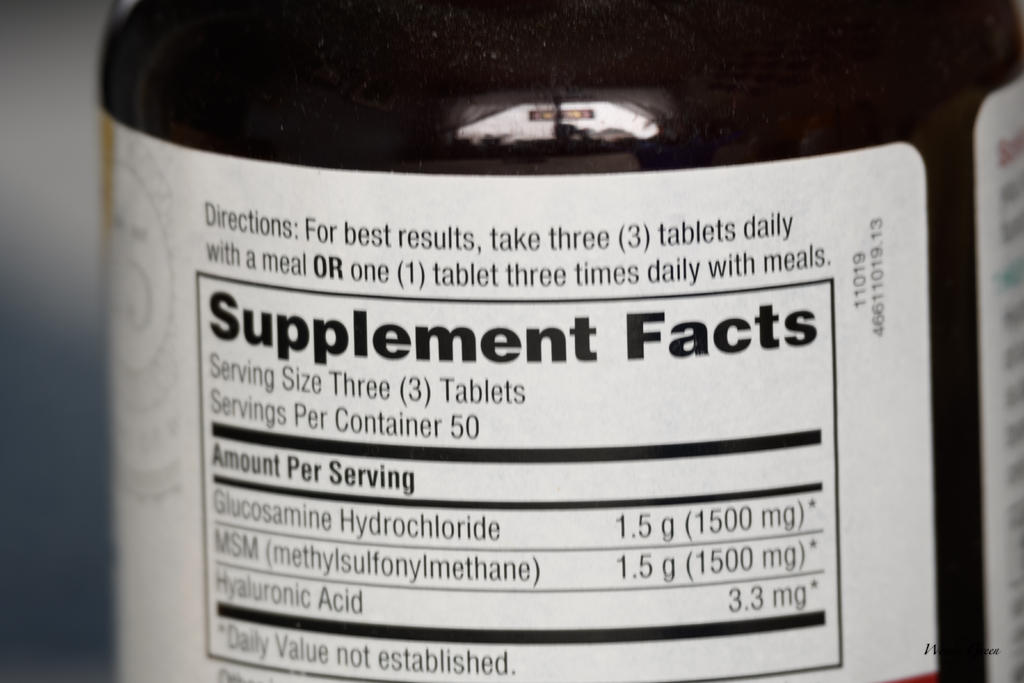 Directions: For best results, take three (3) tablets daily
with a meal OR one (1) tablet three times daily with meals.
11019
46611019.13
Supplement Facts
Serving Size Three (3) Tablets
Servings Per Container 50
Amount Per Serving
Glucosamine Hydrochloride 1.5 g (1500 mg)*
MSM (methylsulfonylmethane) 1.5 g (1500 mg)*
Hyaluronic Acid 3.3 mg*
*Daily Value not established.
Green